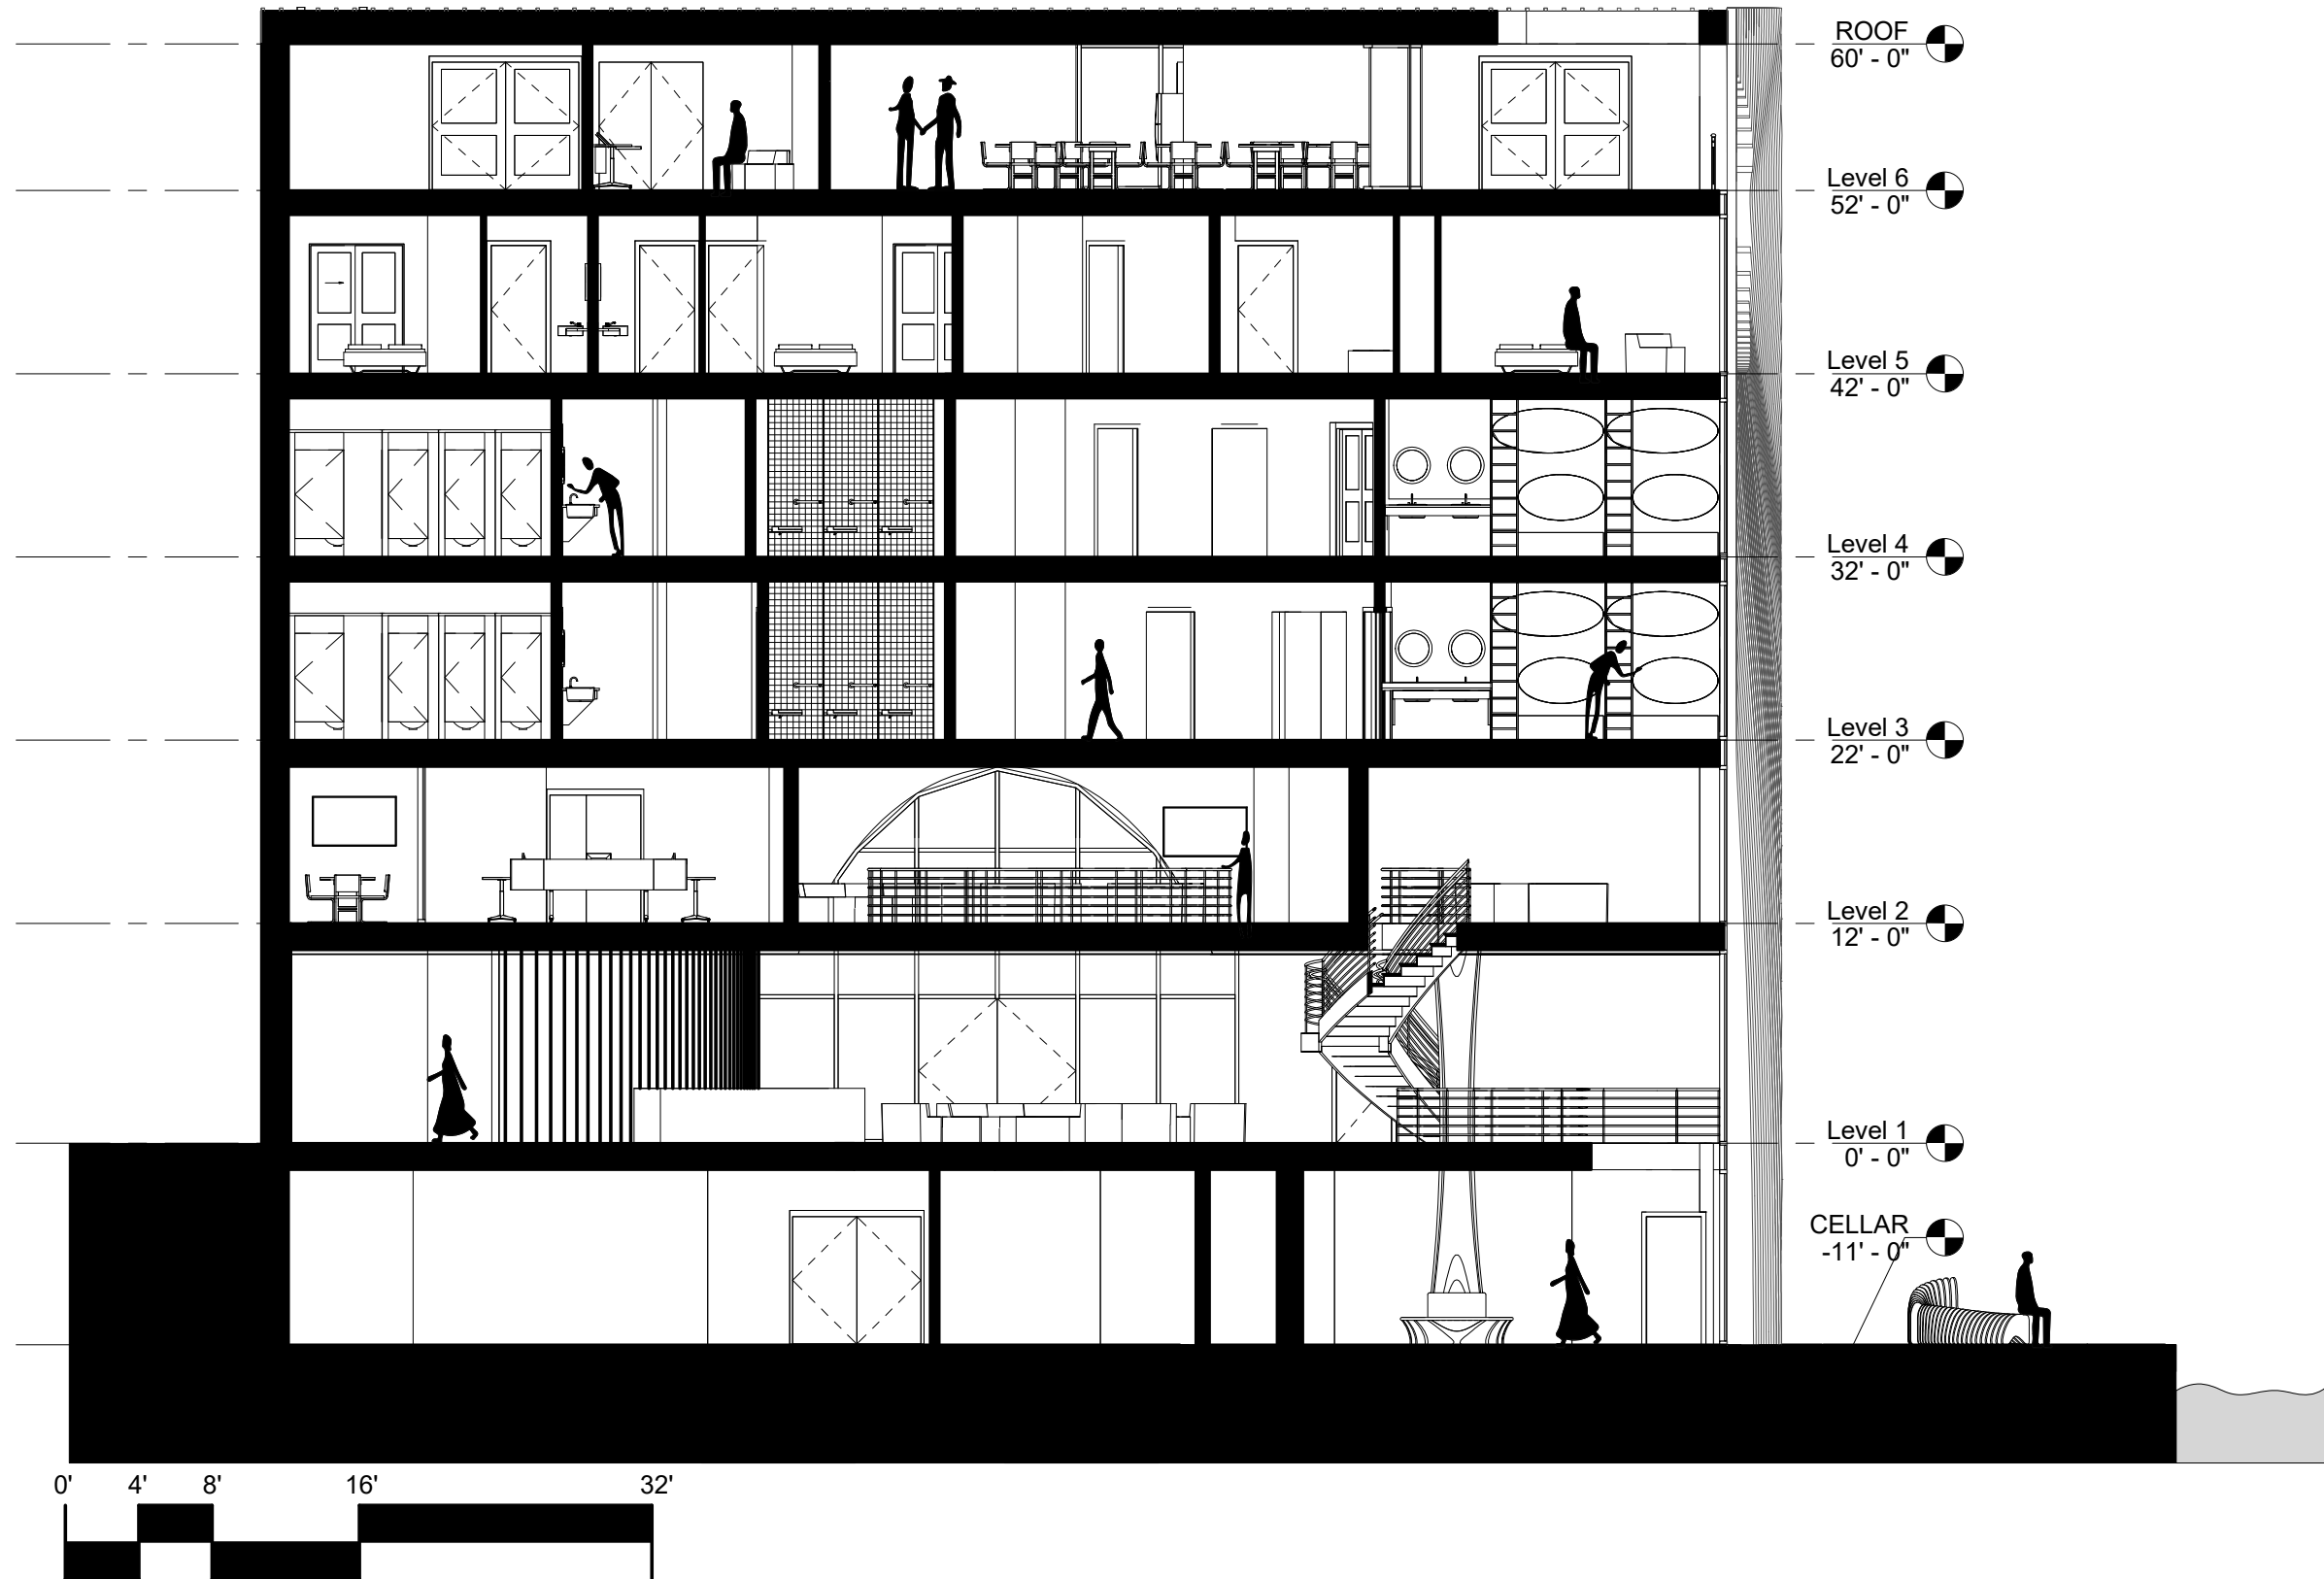 ROOF
60' - 0"
Level 6
52' - 0"
Level 5
42' - 0"
Level 4
32' - 0"
Level 3
22' - 0"
Level 2
12' - 0"
Level 1
0' - 0"
CELLAR
-11' - 0"
0' 4' 8' 16' 32'